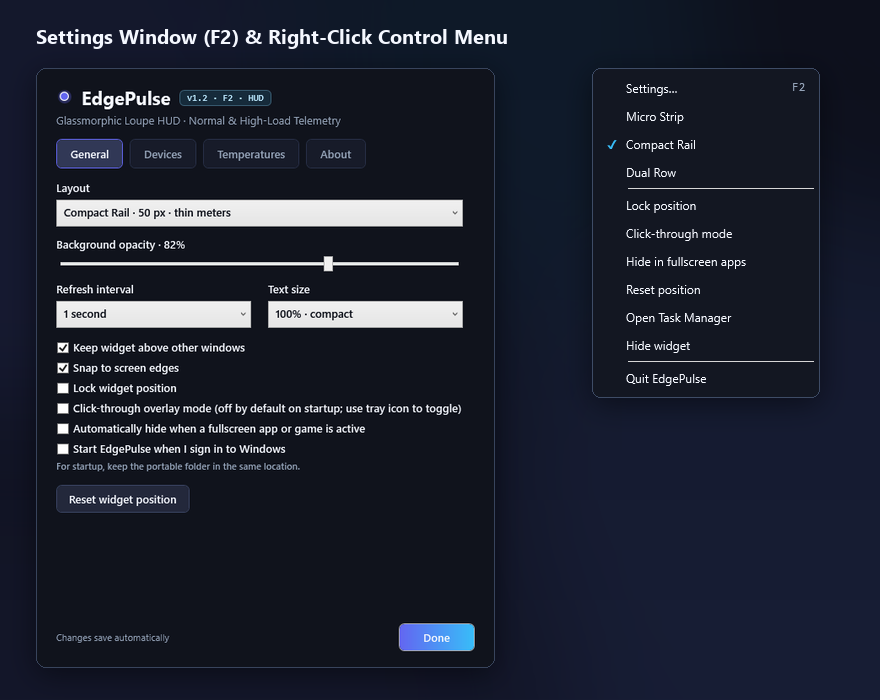 Settings Window (F2) & Right-Click Control Menu
EdgePulse
v1.2 · F2 · HUD
Glassmorphic Loupe HUD · Normal & High-Load Telemetry
General
Devices
Temperatures
About
Layout
Compact Rail · 50 px · thin meters
Background opacity · 82%
Refresh interval
Text size
1 second
100% · compact
Keep widget above other windows
Snap to screen edges
Lock widget position
Click-through overlay mode (off by default on startup; use tray icon to toggle)
Automatically hide when a fullscreen app or game is active
Start EdgePulse when I sign in to Windows
For startup, keep the portable folder in the same location.
Reset widget position
Changes save automatically
Done
Settings... F2
Micro Strip
✓ Compact Rail
Dual Row
Lock position
Click-through mode
Hide in fullscreen apps
Reset position
Open Task Manager
Hide widget
Quit EdgePulse